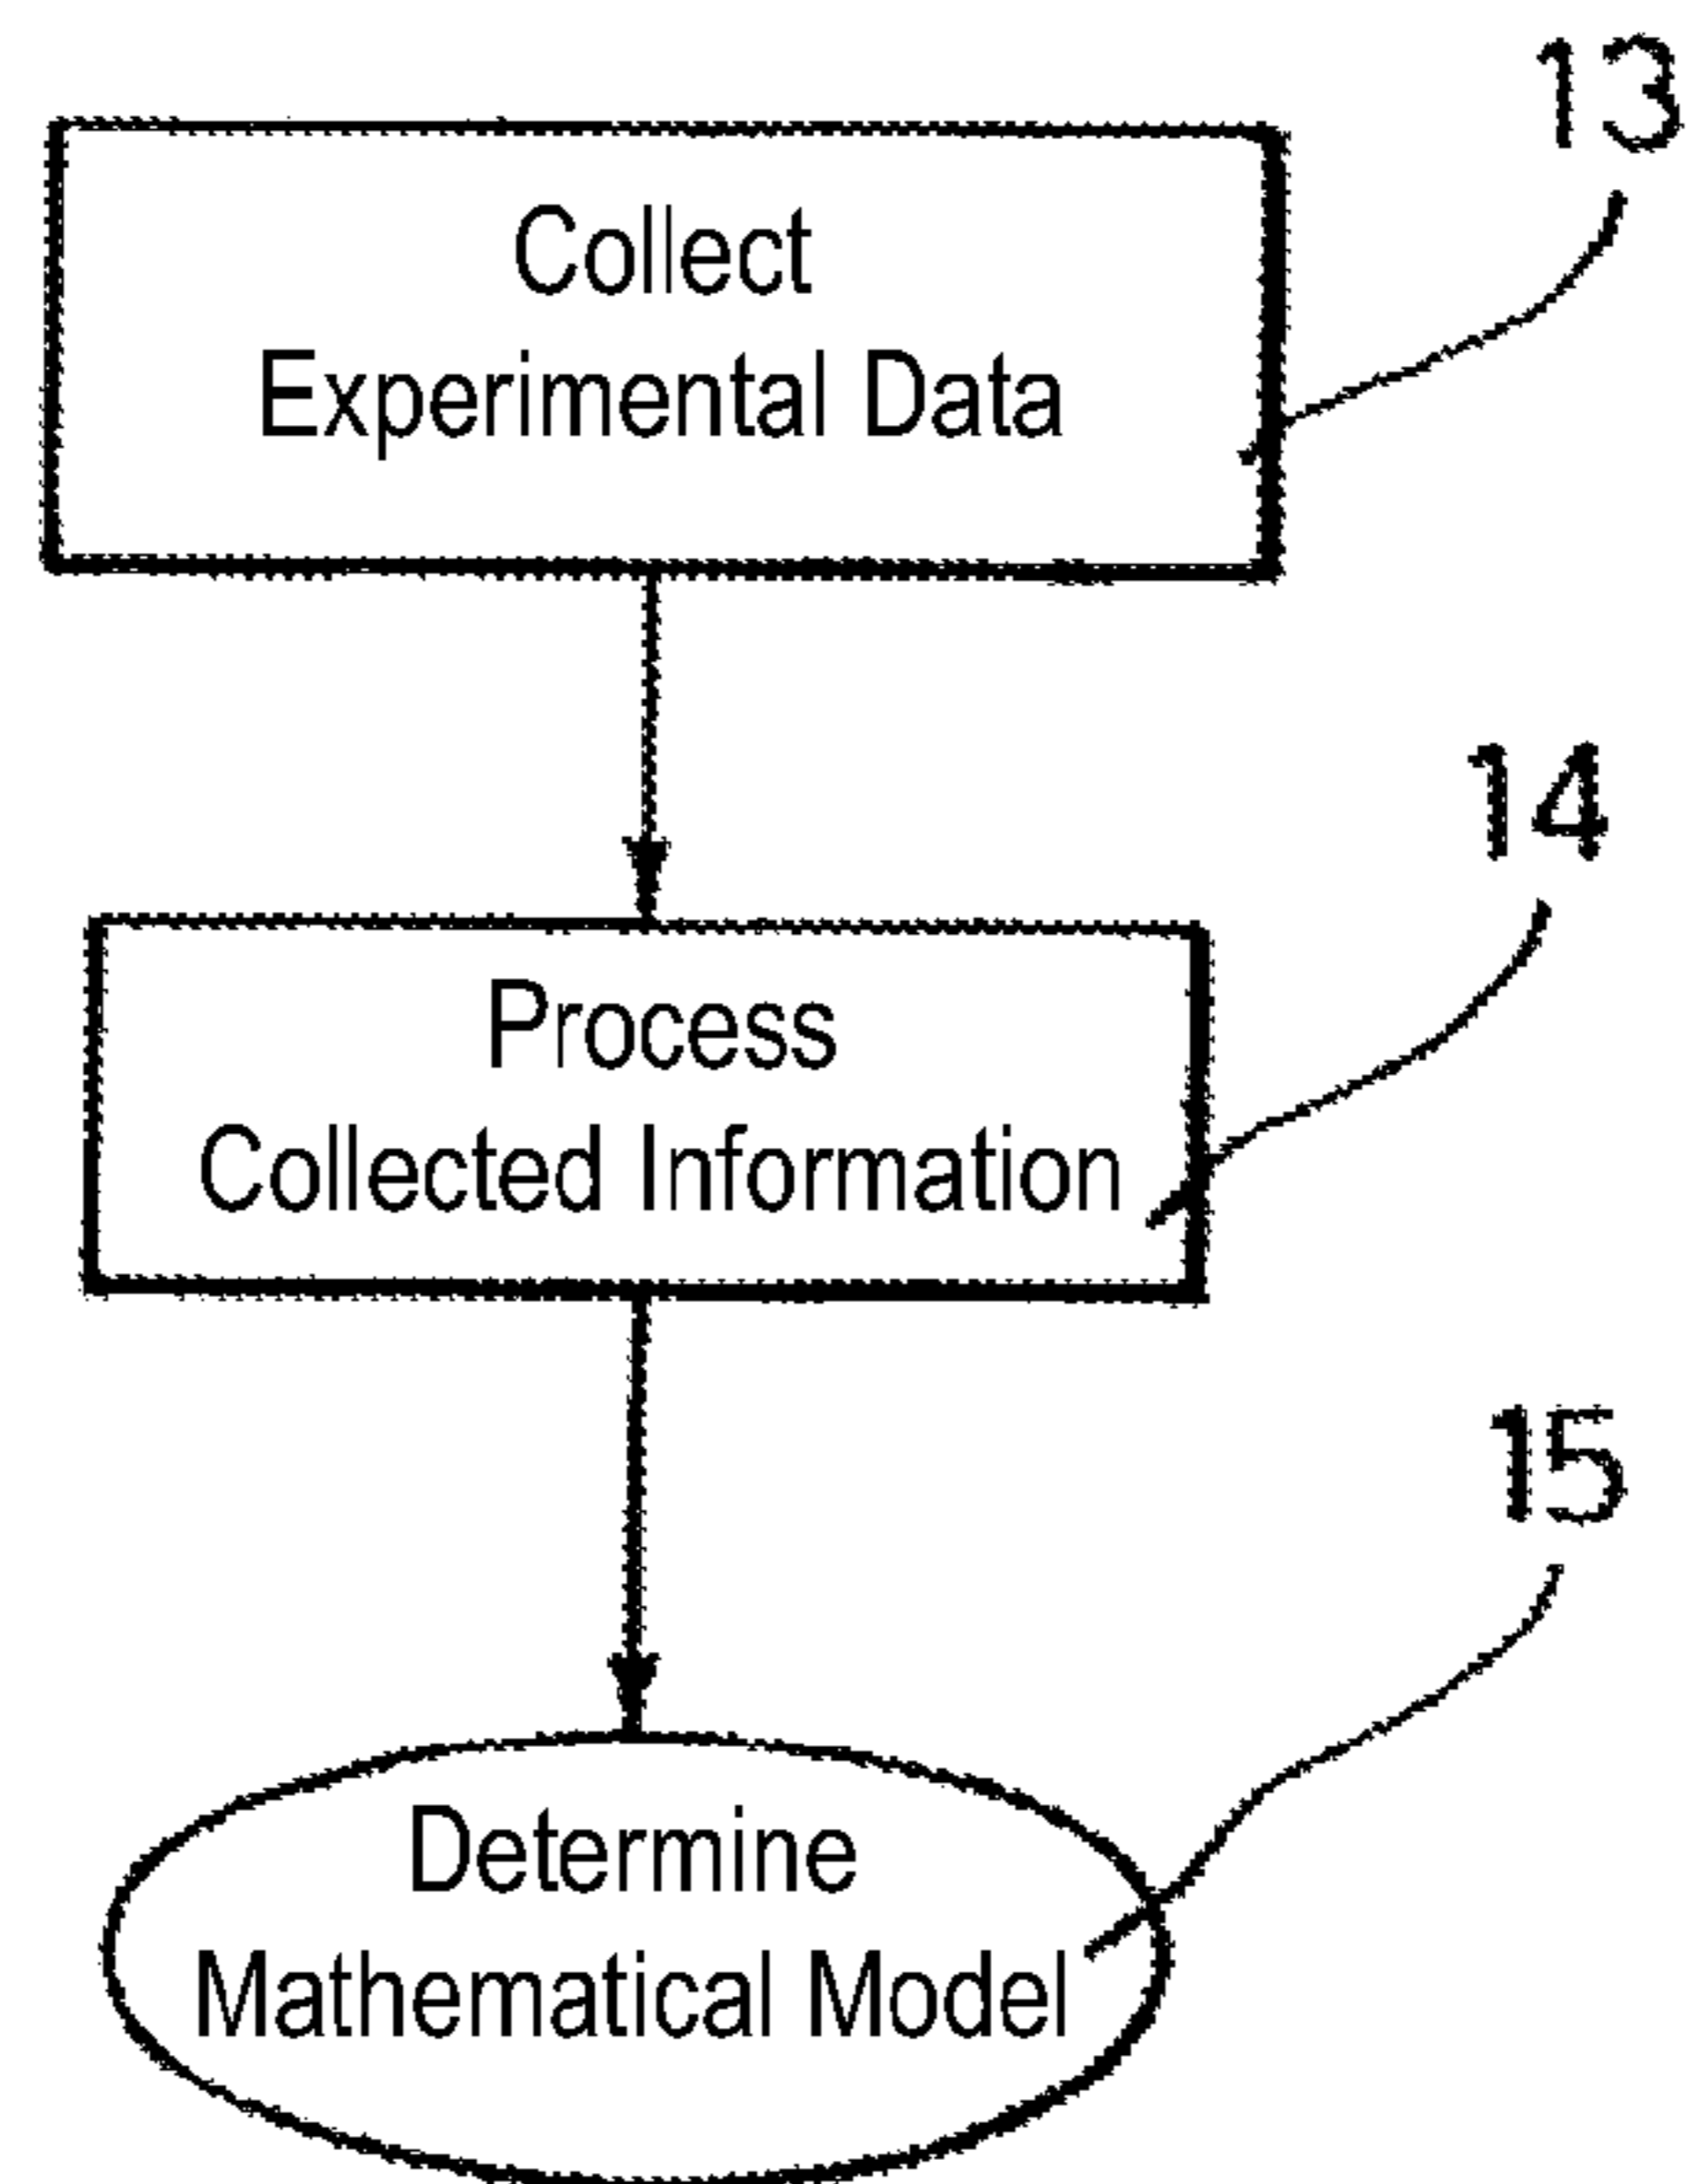 13
Collect
Experimental Data
14
Process
Collected Information
15
Determine
Mathematical Model